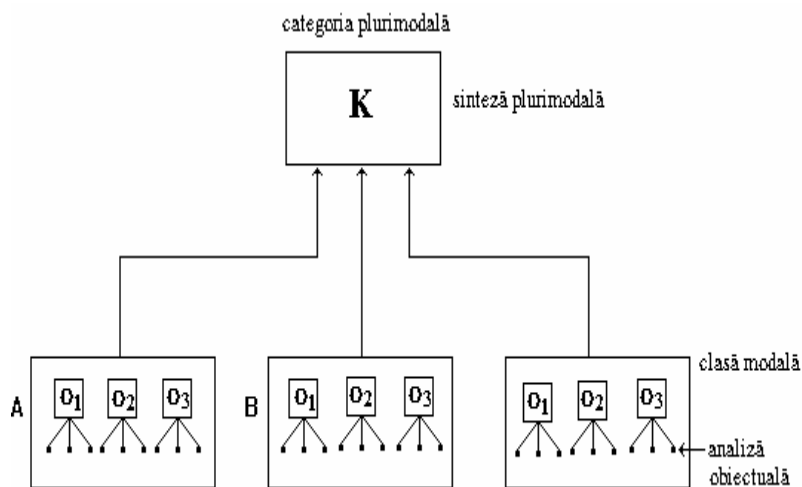 categoria plurimodală
K
sinteză plurimodală
clasă modală
A
O1 O2 O3
B
O1 O2 O3
O1 O2 O3
analiză
obiectuală